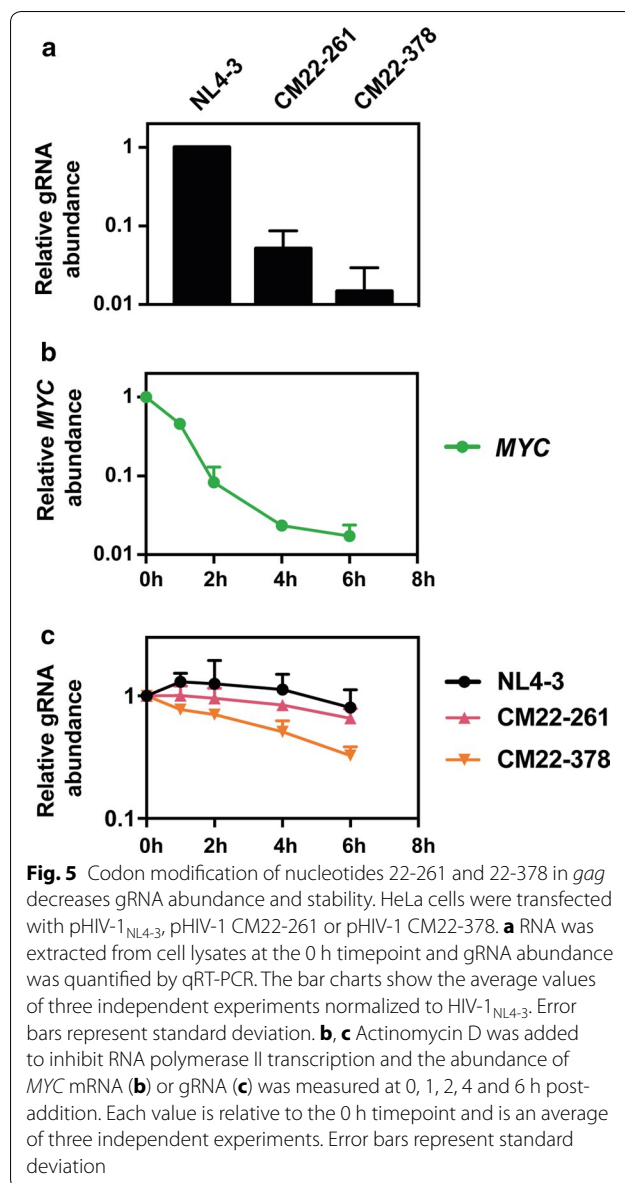 a
NL4-3
CM22-261
CM22-378
Relative gRNA
abundance
1
0.1
0.01
b
Relative MYC
abundance
1
0.1
0.01
0h
2h
4h
6h
8h
MYC
c
Relative gRNA
abundance
1
0.1
0h
2h
4h
6h
8h
NL4-3
CM22-261
CM22-378
Fig. 5 Codon modification of nucleotides 22-261 and 22-378 in gag
decreases gRNA abundance and stability. HeLa cells were transfected
with pHIV-1NL4-3, pHIV-1 CM22-261 or pHIV-1 CM22-378. a RNA was
extracted from cell lysates at the 0 h timepoint and gRNA abundance
was quantified by qRT-PCR. The bar charts show the average values
of three independent experiments normalized to HIV-1NL4-3. Error
bars represent standard deviation. b, c Actinomycin D was added
to inhibit RNA polymerase II transcription and the abundance of
MYC mRNA (b) or gRNA (c) was measured at 0, 1, 2, 4 and 6 h post-
addition. Each value is relative to the 0 h timepoint and is an average
of three independent experiments. Error bars represent standard
deviation